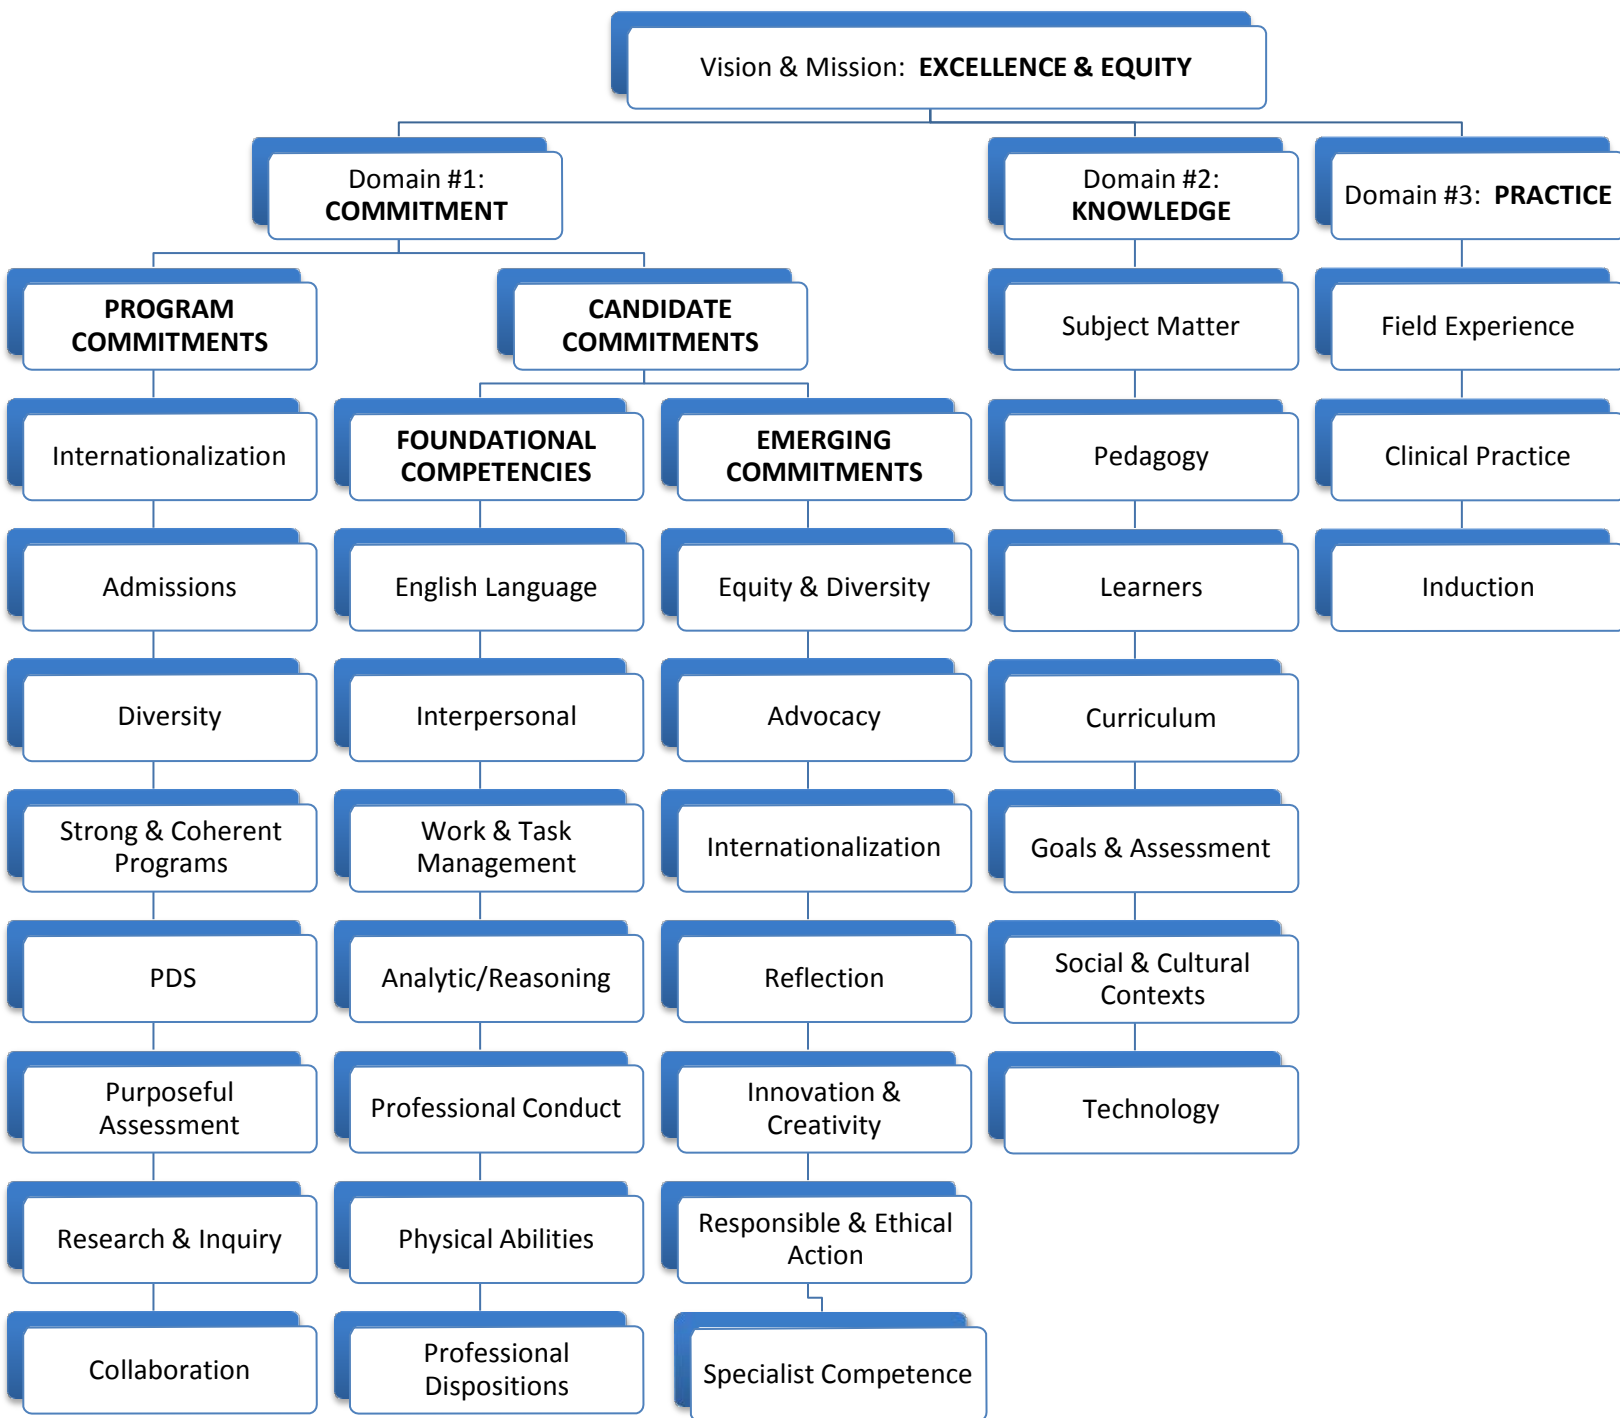 Vision & Mission: EXCELLENCE & EQUITY
Domain #1:
COMMITMENT
Domain #2:
KNOWLEDGE
Domain #3: PRACTICE
PROGRAM
COMMITMENTS
CANDIDATE
COMMITMENTS
Subject Matter
Field Experience
Internationalization
FOUNDATIONAL
COMPETENCIES
EMERGING
COMMITMENTS
Pedagogy
Clinical Practice
Admissions
English Language
Equity & Diversity
Learners
Induction
Diversity
Interpersonal
Advocacy
Curriculum
Strong & Coherent
Programs
Work & Task
Management
Internationalization
Goals & Assessment
PDS
Analytic/Reasoning
Reflection
Social & Cultural
Contexts
Purposeful
Assessment
Professional Conduct
Innovation &
Creativity
Technology
Research & Inquiry
Physical Abilities
Responsible & Ethical
Action
Collaboration
Professional
Dispositions
Specialist Competence